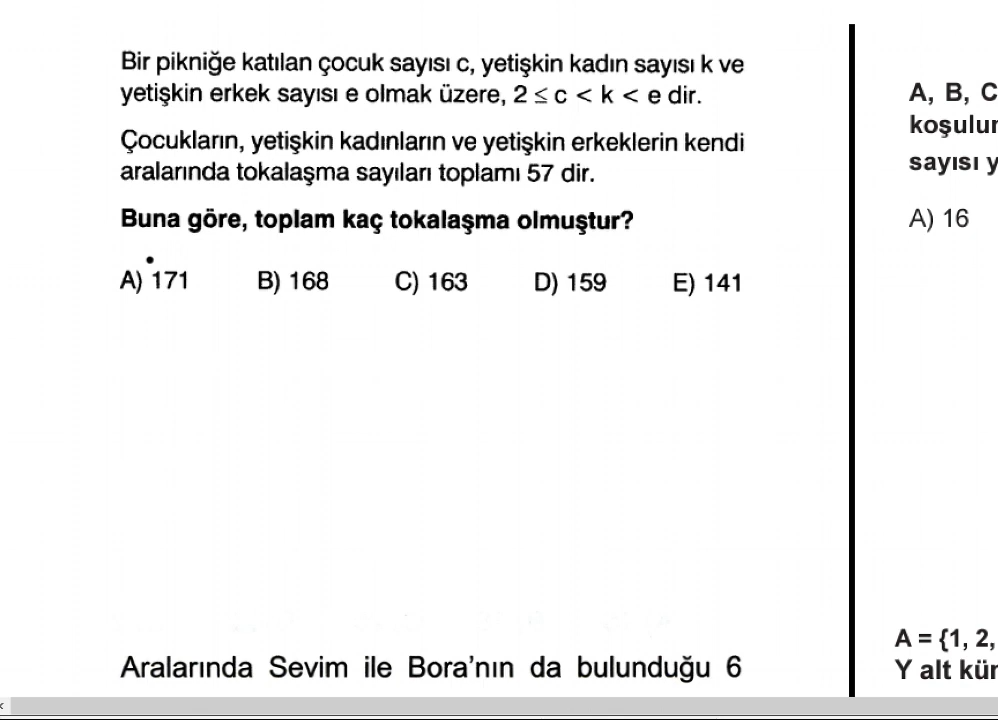 Bir pikniğe katılan çocuk sayısı c, yetişkin kadın sayısı k ve
yetişkin erkek sayısı e olmak üzere, 2 ≤ c < k < e dir.
Çocukların, yetişkin kadınların ve yetişkin erkeklerin kendi
aralarında tokalaşma sayıları toplamı 57 dir.
Buna göre, toplam kaç tokalaşma olmuştur?
A) 171 B) 168 C) 163 D) 159 E) 141
Aralarında Sevim ile Bora'nın da bulunduğu 6
A, B, C
koşulu
sayısı y
A) 16
A = {1, 2,
Y alt kü